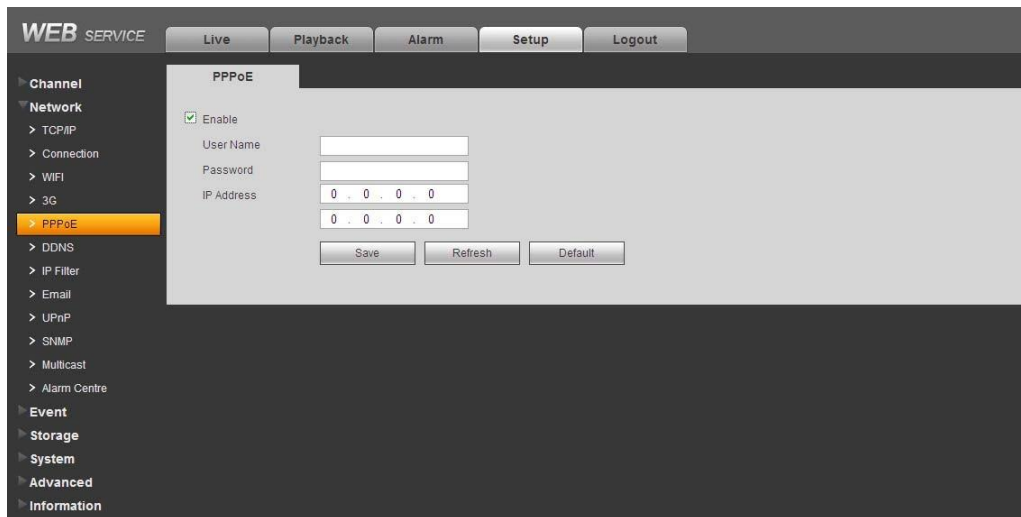 WEB SERVICE
Live Playback Alarm Setup Logout
Channel
Network
> TCP/IP
> Connection
> WIFI
> 3G
> PPPoE
> DDNS
> IP Filter
> Email
> UPnP
> SNMP
> Multicast
> Alarm Centre
Event
Storage
System
Advanced
Information
PPPoE
Enable
User Name
Password
IP Address 0 . 0 . 0 . 0
0 . 0 . 0 . 0
Save Refresh Default